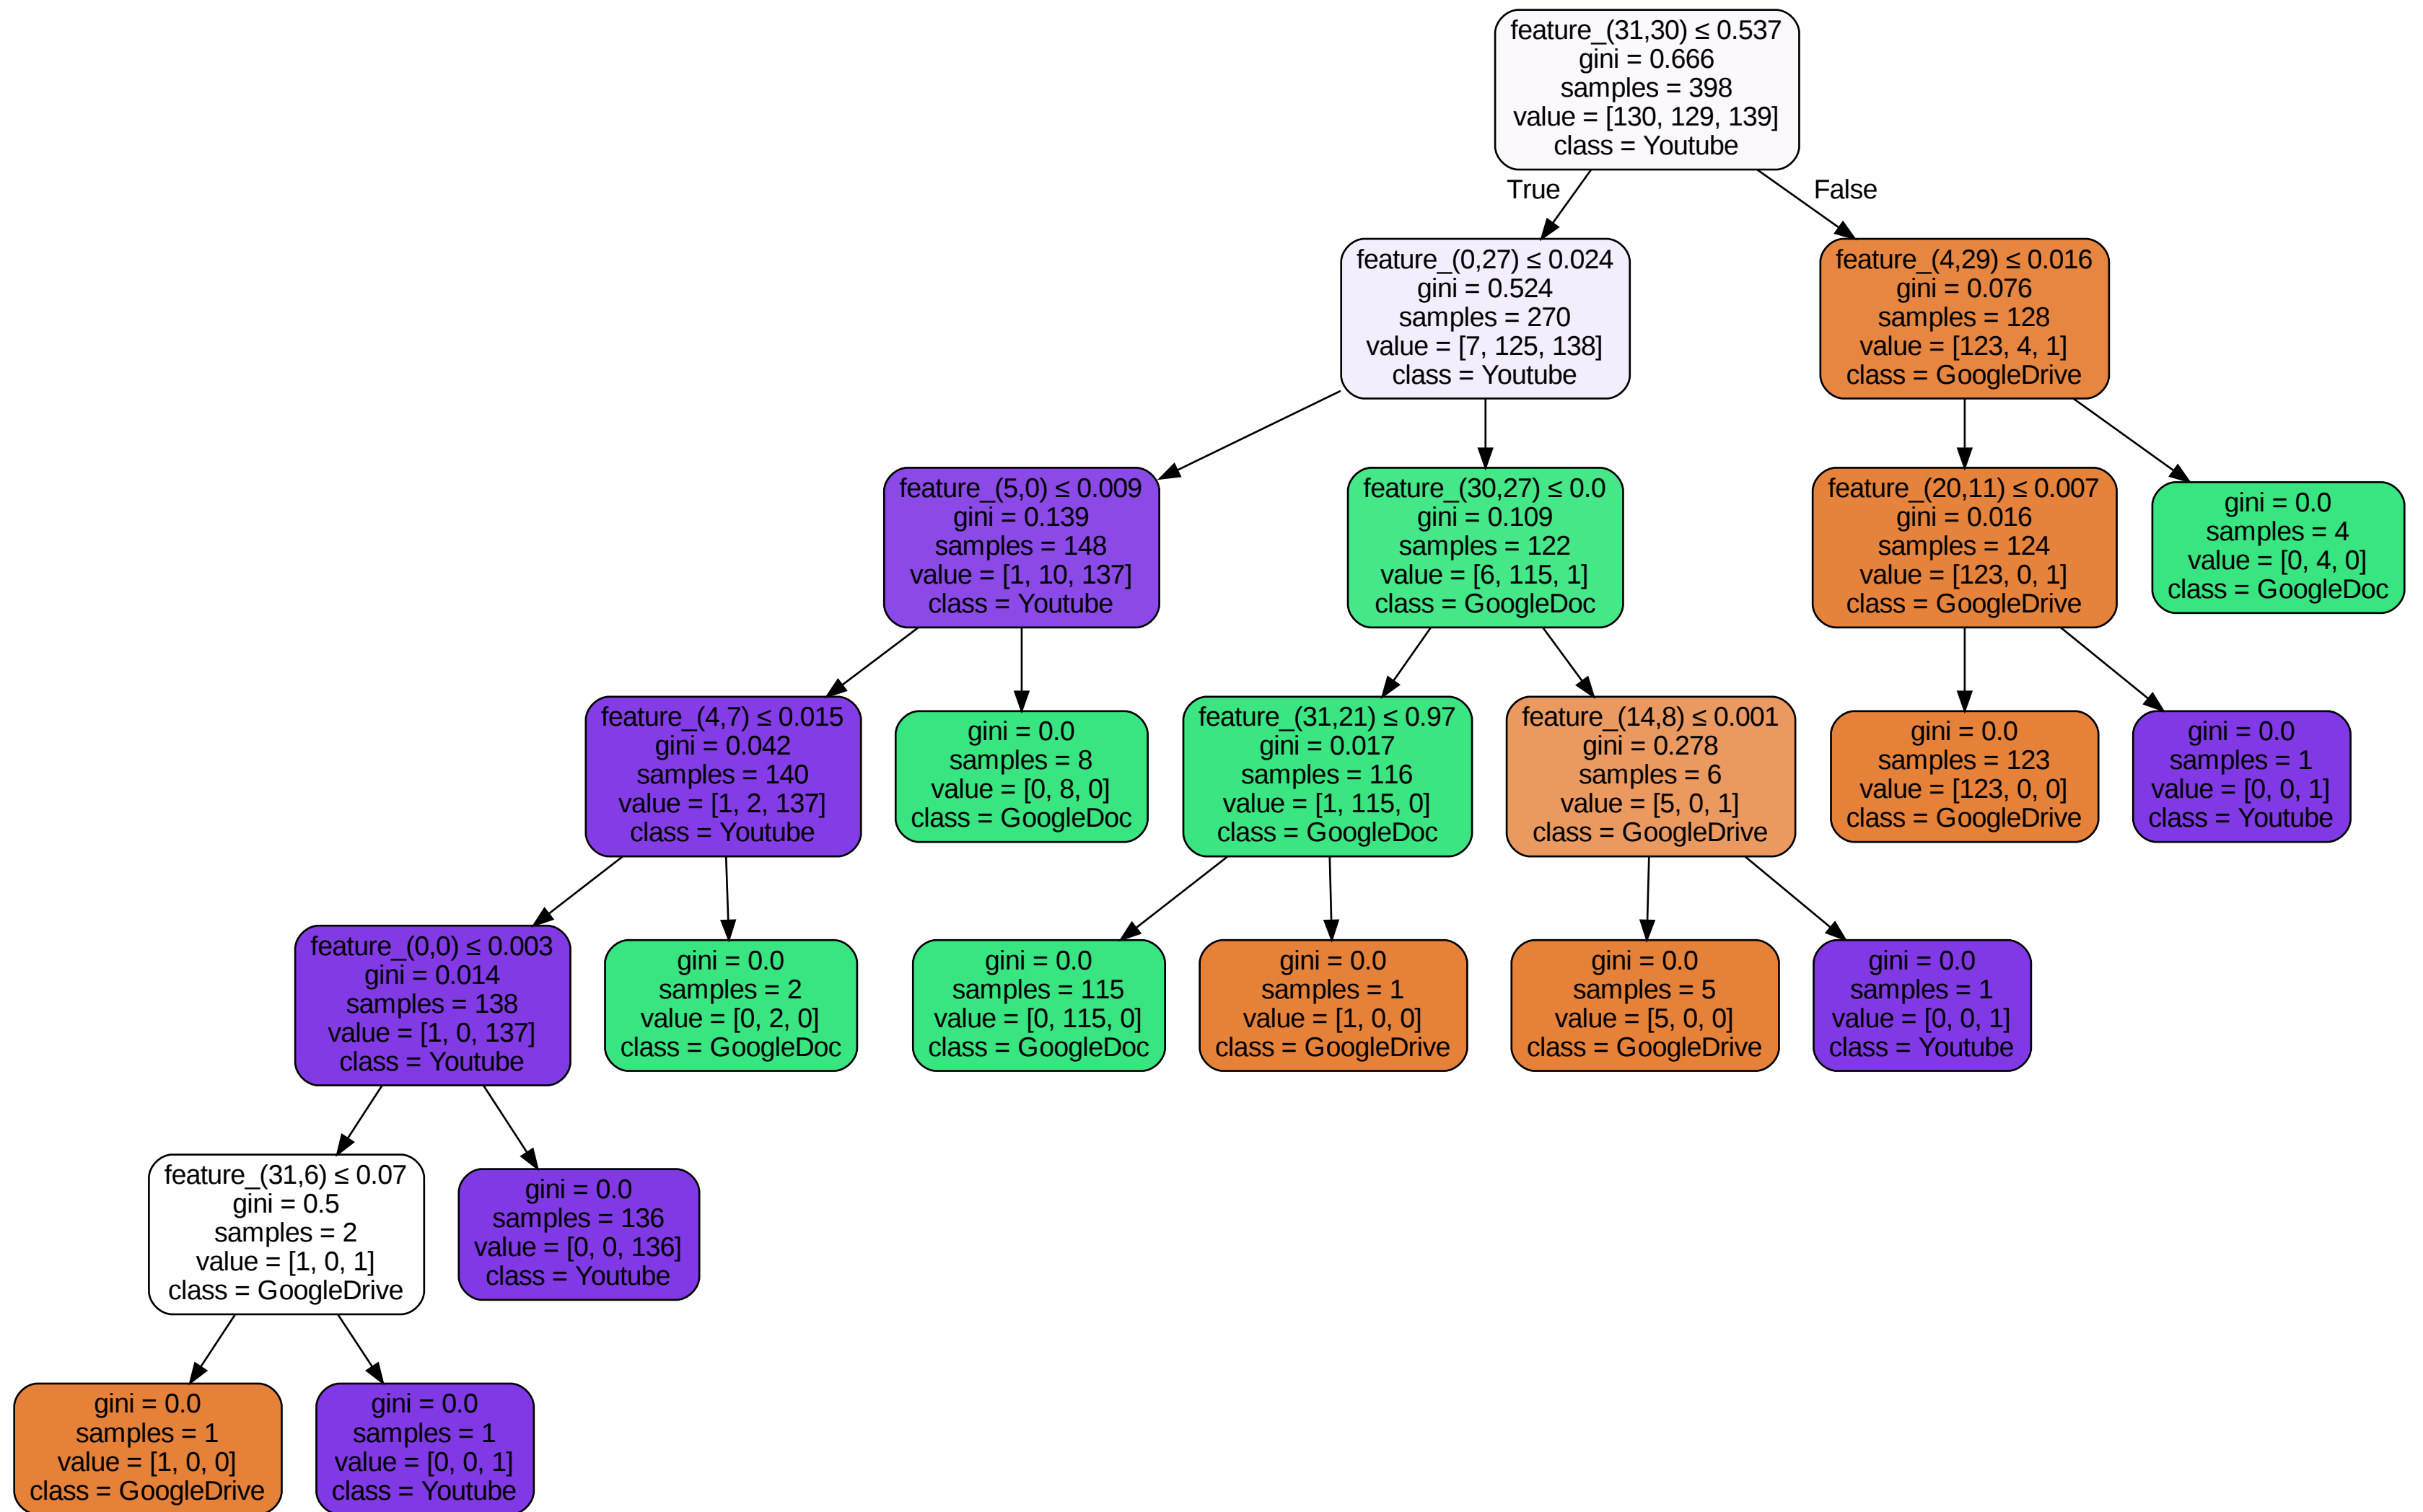 feature_(31,30) ≤ 0.537
gini = 0.666
samples = 398
value = [130, 129, 139]
class = Youtube
True
False
feature_(0,27) ≤ 0.024
gini = 0.524
samples = 270
value = [7, 125, 138]
class = Youtube
feature_(4,29) ≤ 0.016
gini = 0.076
samples = 128
value = [123, 4, 1]
class = GoogleDrive
feature_(5,0) ≤ 0.009
gini = 0.139
samples = 148
value = [1, 10, 137]
class = Youtube
feature_(30,27) ≤ 0.0
gini = 0.109
samples = 122
value = [6, 115, 1]
class = GoogleDoc
feature_(20,11) ≤ 0.007
gini = 0.016
samples = 124
value = [123, 0, 1]
class = GoogleDrive
gini = 0.0
samples = 4
value = [0, 4, 0]
class = GoogleDoc
feature_(4,7) ≤ 0.015
gini = 0.042
samples = 140
value = [1, 2, 137]
class = Youtube
gini = 0.0
samples = 8
value = [0, 8, 0]
class = GoogleDoc
feature_(31,21) ≤ 0.97
gini = 0.017
samples = 116
value = [1, 115, 0]
class = GoogleDoc
feature_(14,8) ≤ 0.001
gini = 0.278
samples = 6
value = [5, 0, 1]
class = GoogleDrive
gini = 0.0
samples = 123
value = [123, 0, 0]
class = GoogleDrive
gini = 0.0
samples = 1
value = [0, 0, 1]
class = Youtube
feature_(0,0) ≤ 0.003
gini = 0.014
samples = 138
value = [1, 0, 137]
class = Youtube
gini = 0.0
samples = 2
value = [0, 2, 0]
class = GoogleDoc
gini = 0.0
samples = 115
value = [0, 115, 0]
class = GoogleDoc
gini = 0.0
samples = 1
value = [1, 0, 0]
class = GoogleDrive
gini = 0.0
samples = 5
value = [5, 0, 0]
class = GoogleDrive
gini = 0.0
samples = 1
value = [0, 0, 1]
class = Youtube
feature_(31,6) ≤ 0.07
gini = 0.5
samples = 2
value = [1, 0, 1]
class = GoogleDrive
gini = 0.0
samples = 136
value = [0, 0, 136]
class = Youtube
gini = 0.0
samples = 1
value = [1, 0, 0]
class = GoogleDrive
gini = 0.0
samples = 1
value = [0, 0, 1]
class = Youtube